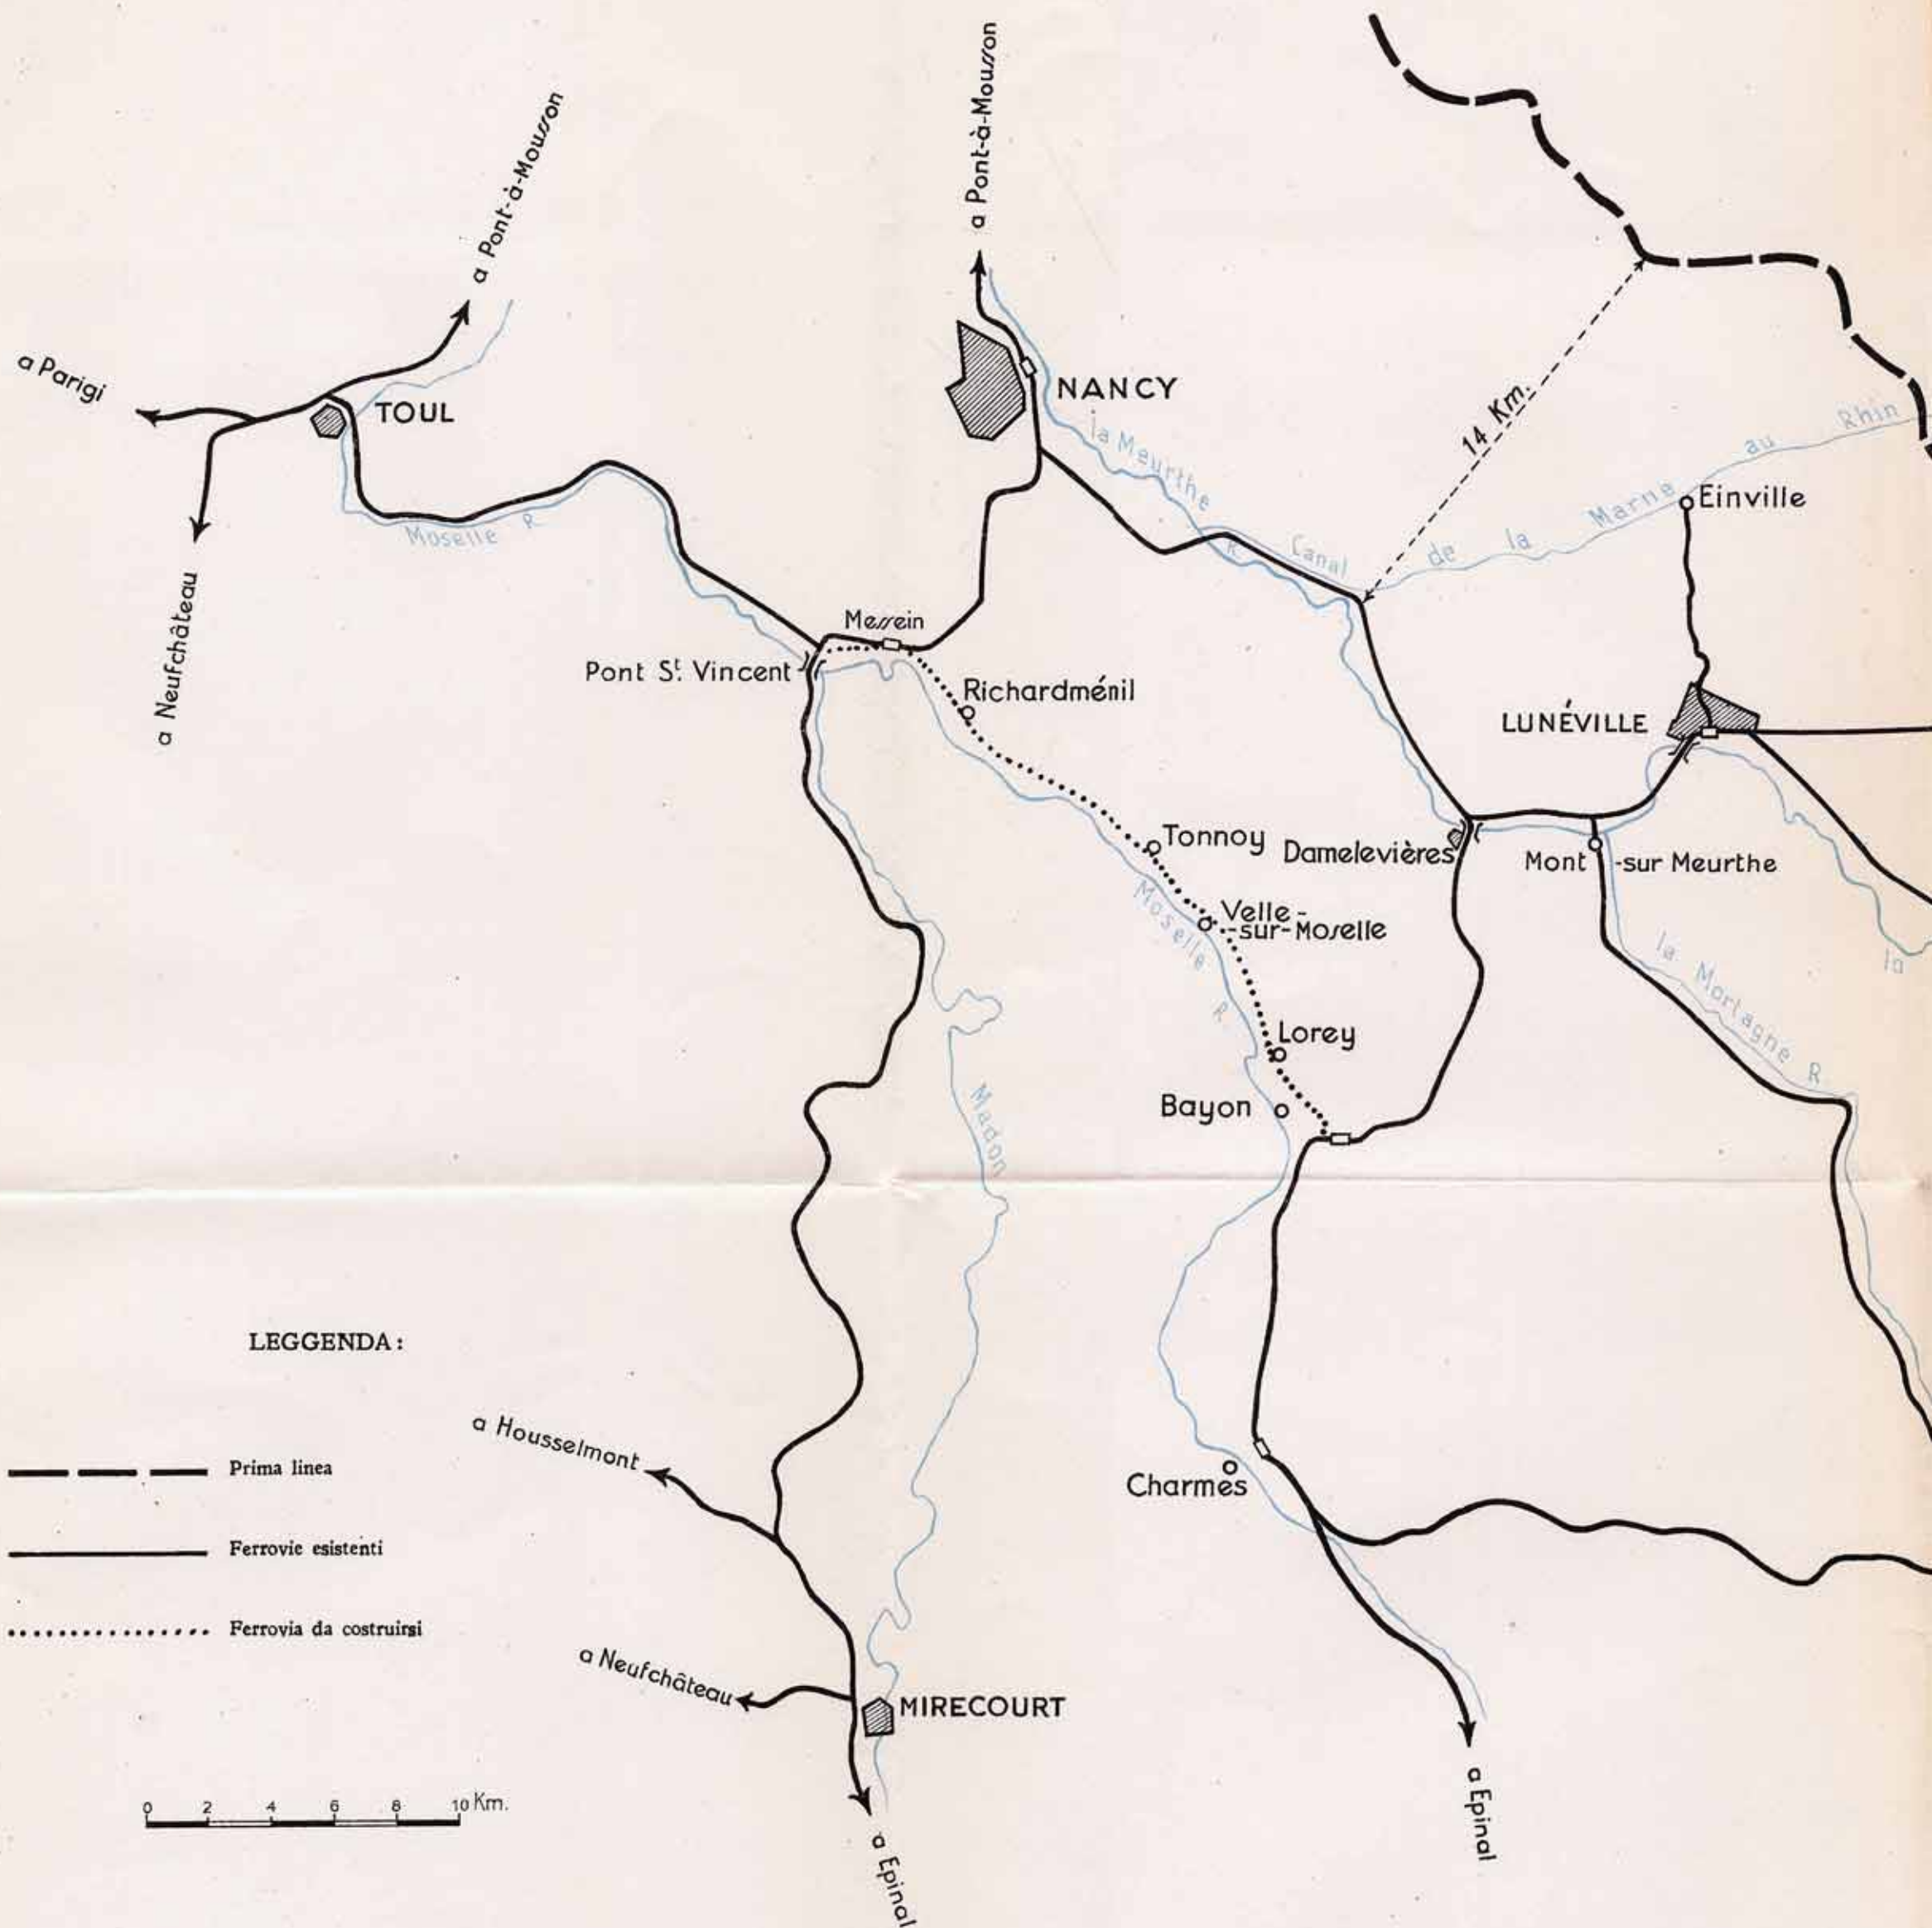 a Parigi
a Pont-à-Mousson
a Pont-à-Mousson
TOUL
NANCY
la Meurthe
R
14 Km.
Canal
de la Marne au Rhin
Einville
Moselle R
a Neufchâteau
Messein
Pont St. Vincent
Richardménil
LUNÉVILLE
Tonnoy
Damelevières
Mont -sur Meurthe
Velle-
-sur-Moselle
Moselle R
la
la Mortagne R
Lorey
Bayon
Madon
LEGGENDA:
Prima linea
Ferrovie esistenti
Ferrovia da costruirsi
a Housselmont
Charmes
a Neufchâteau
MIRECOURT
a Epinal
a Epinal
0 2 4 6 8 10 Km.